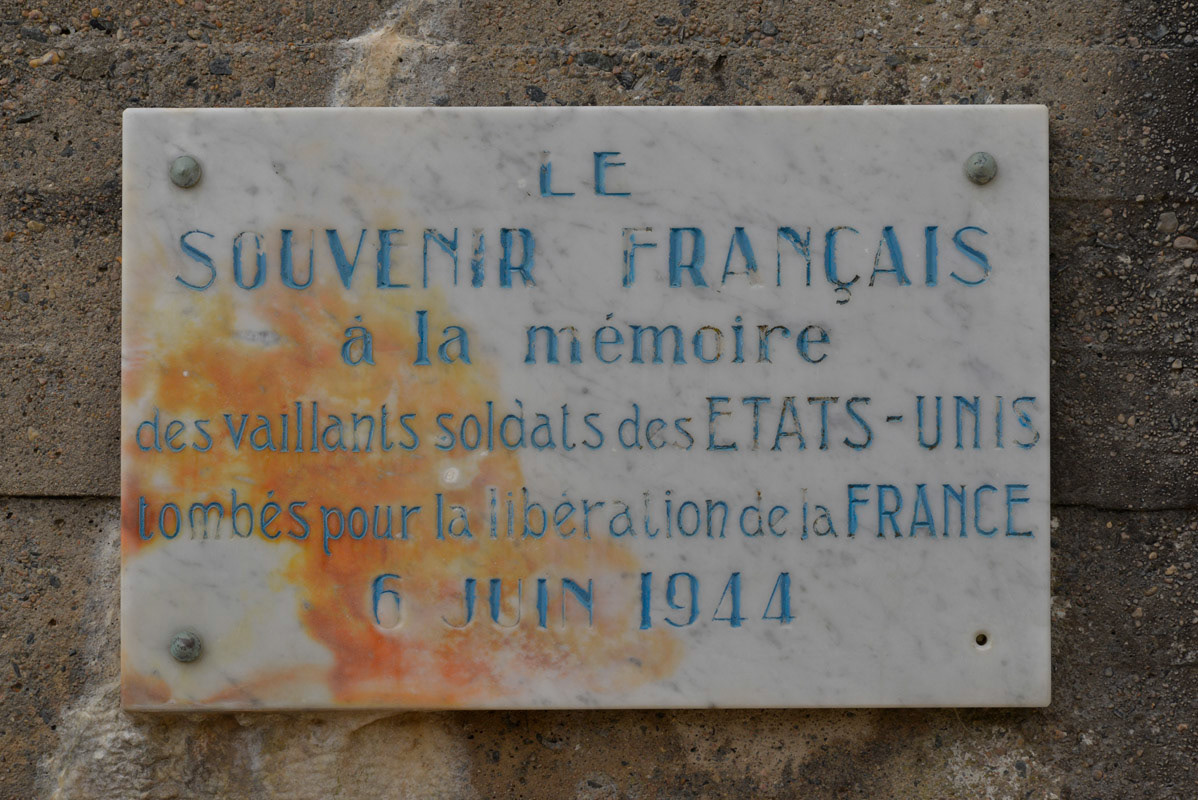 LE
SOUVENIR FRANÇAIS
à la mémoire
des vaillants soldats des ETATS-UNIS
tombés pour la libération de la FRANCE
6 JUIN 1944